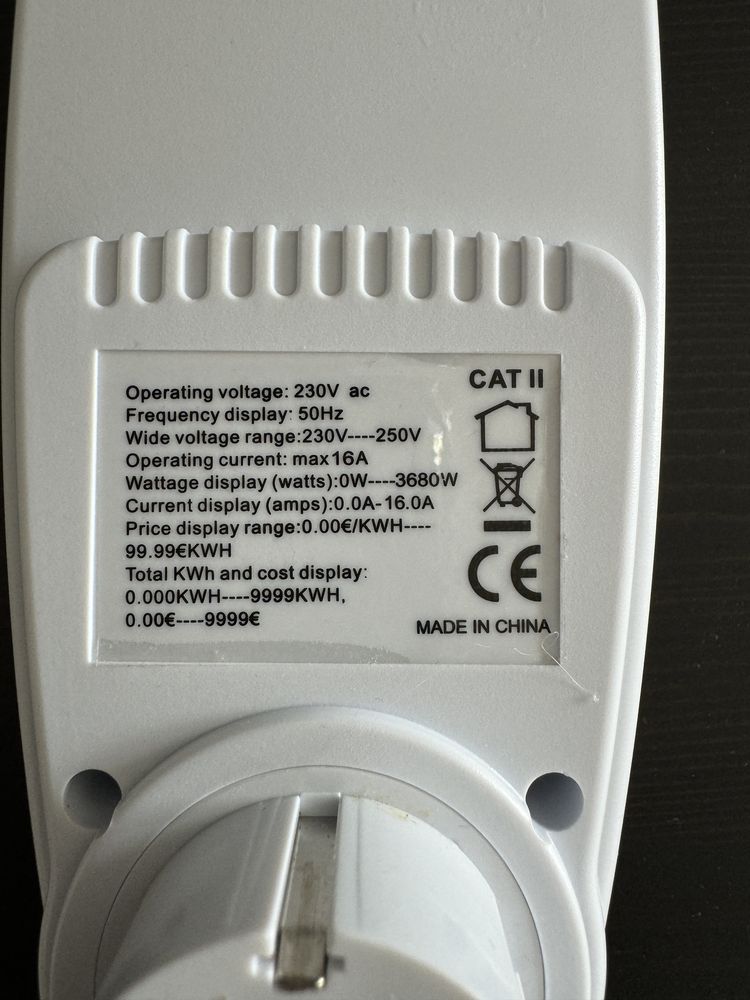 CAT II
Operating voltage: 230V ac
Frequency display: 50Hz
Wide voltage range:230V----250V
Operating current: max16A
Wattage display (watts):0W----3680W
Current display (amps):0.0A-16.0A
Price display range:0.00€/KWH----
99.99€KWH
Total KWh and cost display:
0.000KWH----9999KWH,
0.00€----9999€
CE
MADE IN CHINA